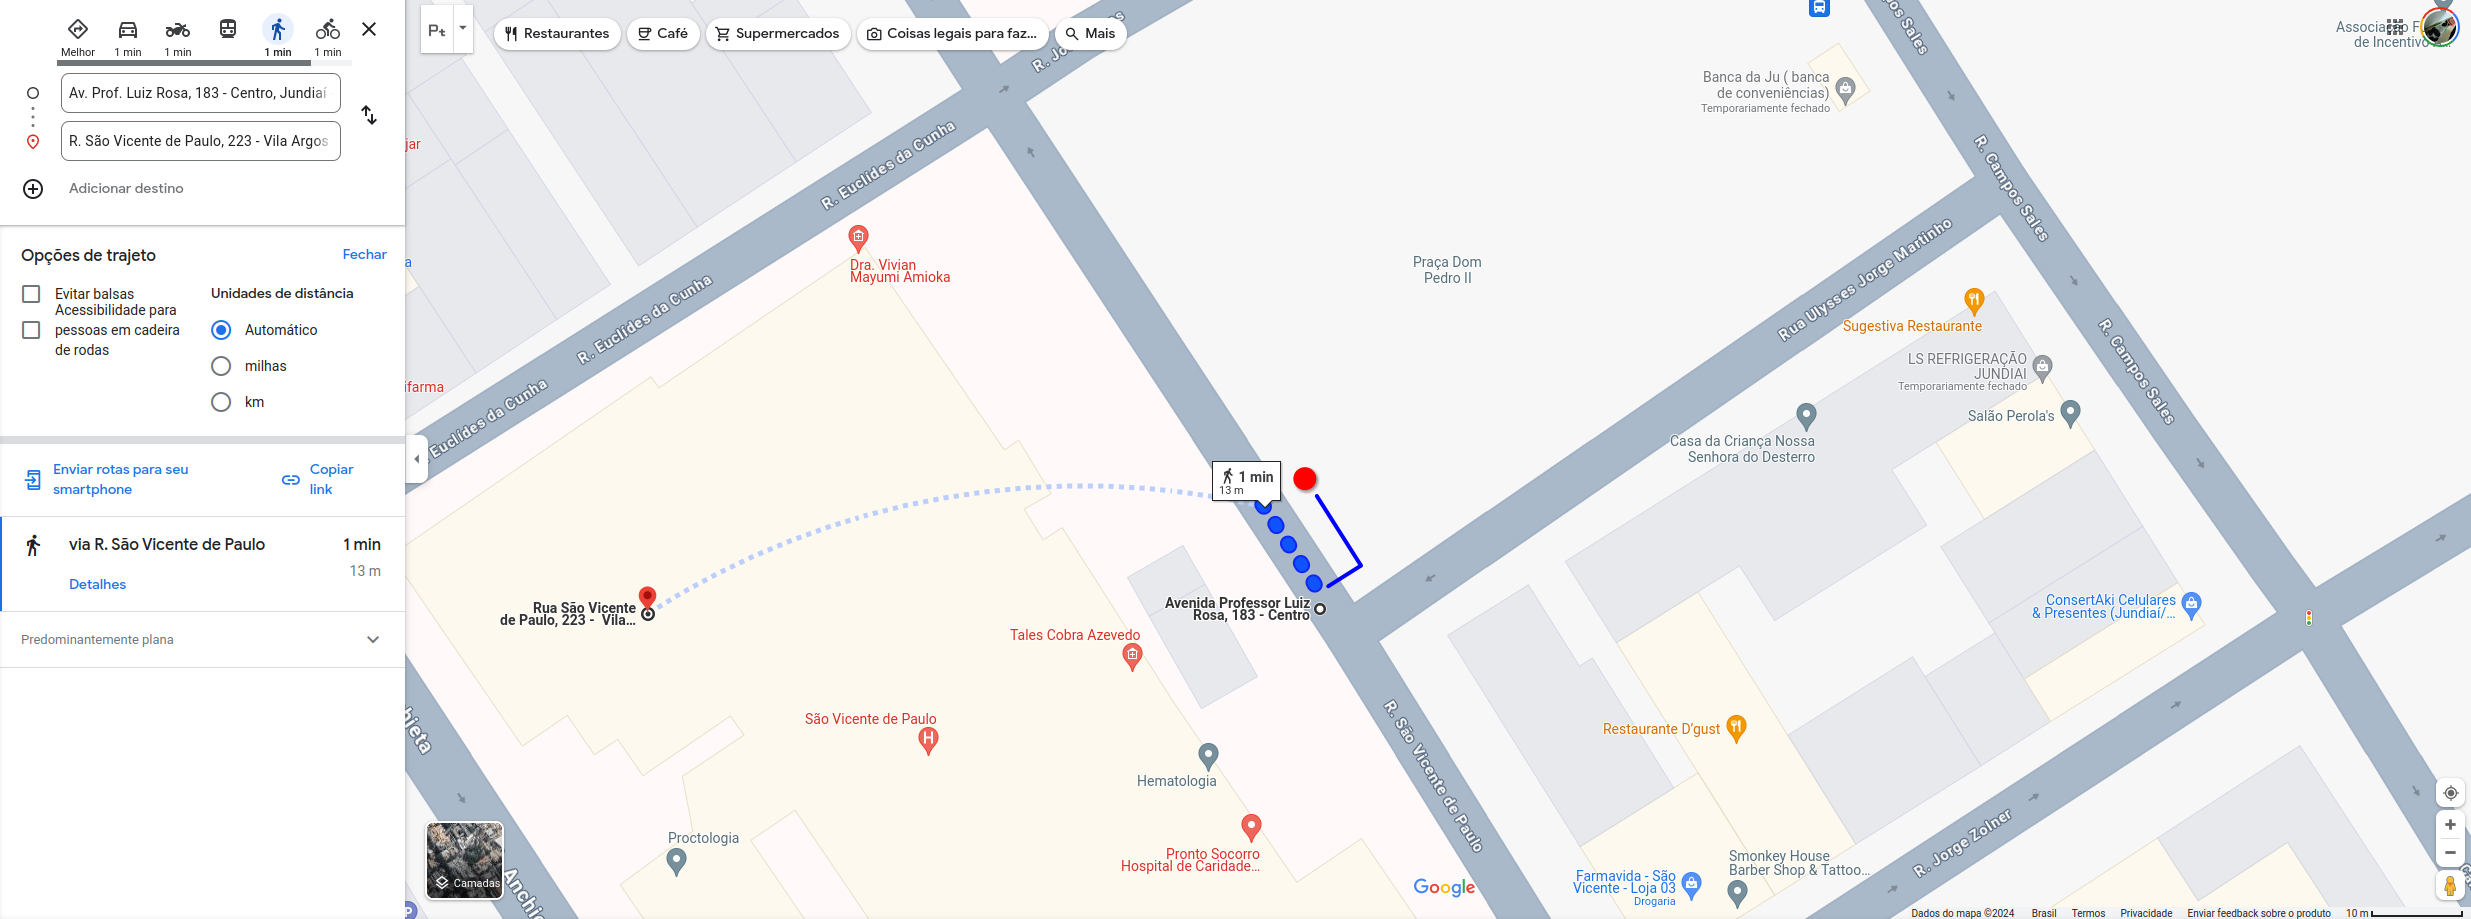 Melhor
1 min
1 min
1 min
1 min
Av. Prof. Luiz Rosa, 183 - Centro, Jundiaí
R. São Vicente de Paulo, 223 - Vila Argos
Adicionar destino
Opções de trajeto
Fechar
Evitar balsas
Acessibilidade para
pessoas em cadeira
de rodas
Unidades de distância
Automático
milhas
km
Enviar rotas para seu
smartphone
Copiar
link
via R. São Vicente de Paulo
1 min
13 m
Detalhes
Predominantemente plana
Restaurantes
Café
Supermercados
Coisas legais para faz...
Mais
Banca da Ju ( banca
de conveniências)
Temporariamente fechado
R. Campos Sales
R. Euclídes da Cunha
R. Euclídes da Cunha
Euclídes da Cunha
jar
a
ifarma
Dra. Vivian
Mayumi Amioka
Praça Dom
Pedro II
Rua Ulysses Jorge Martinho
R. Campos Sales
Sugestiva Restaurante
LS REFRIGERAÇÃO
JUNDIAI
Temporariamente fechado
Salão Perola's
Casa da Criança Nossa
Senhora do Desterro
1 min
13 m
Rua São Vicente
de Paulo, 223 - Vila...
Avenida Professor Luiz
Rosa, 183 - Centro
Tales Cobra Azevedo
ConsertAki Celulares
& Presentes (Jundiaí/...
São Vicente de Paulo
R. São Vicente de Paulo
Restaurante D'gust
Hematologia
Proctologia
Pronto Socorro
Hospital de Caridade...
R. Jorge Zolner
Smonkey House
Barber Shop & Tattoo...
Farmavida - São
Vicente - Loja 03
Drogaria
Camadas
Google
Dados do mapa ©2024 Brasil Termos Privacidade Enviar feedback sobre o produto 10 m